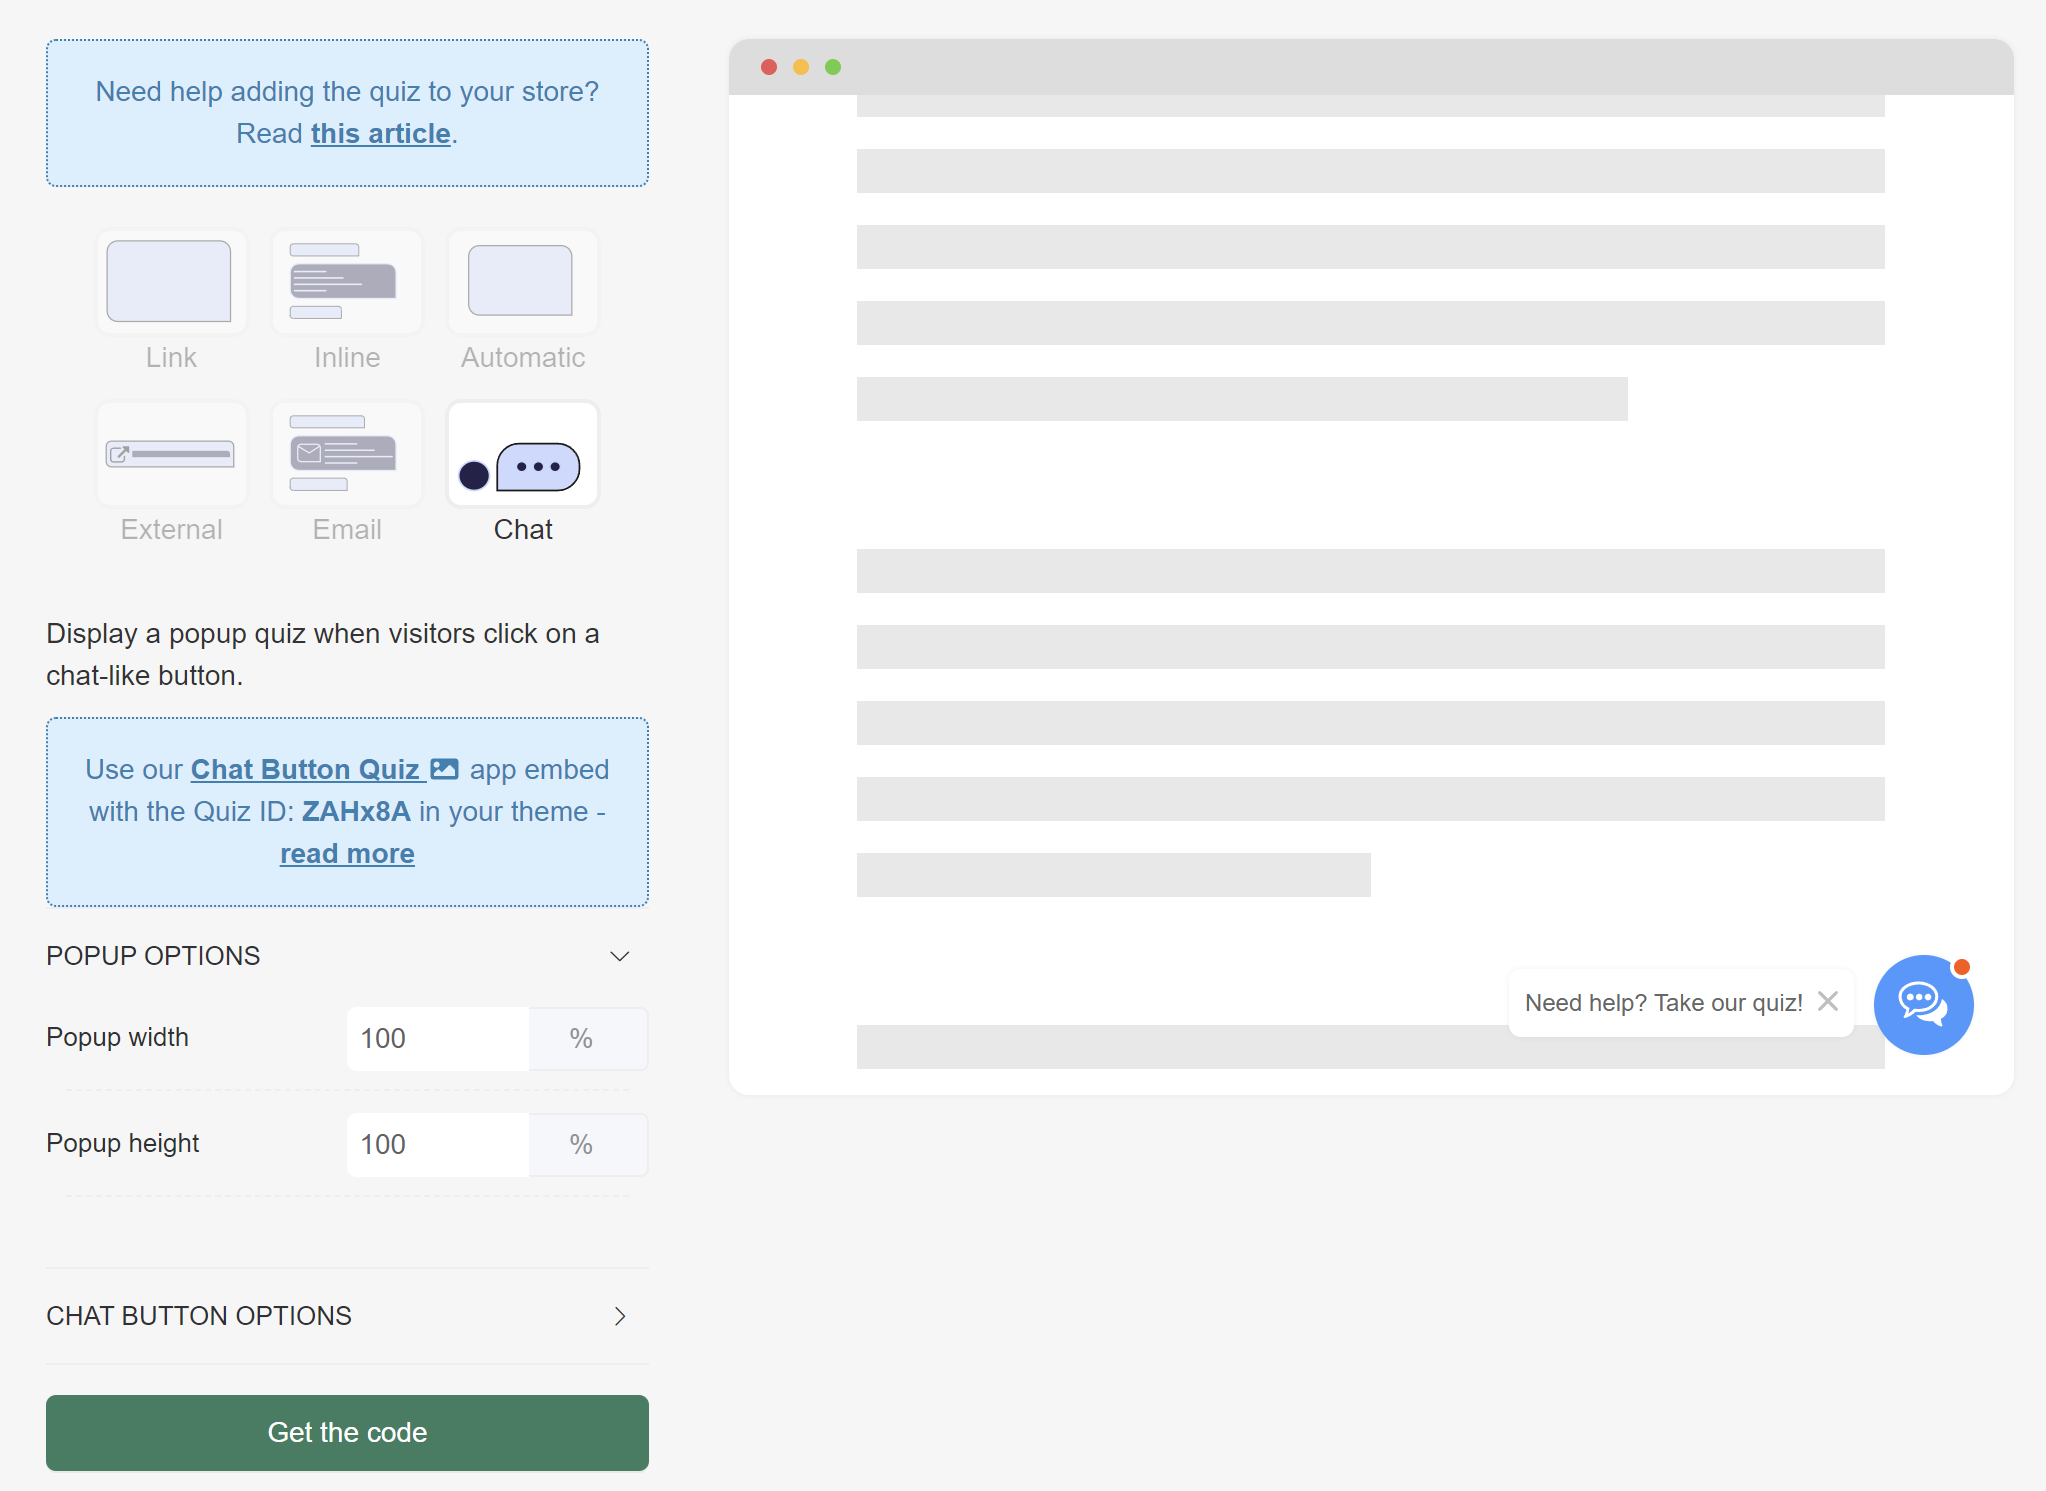 Need help adding the quiz to your store?
Read this article.
Link
Inline
Automatic
External
Email
Chat
Display a popup quiz when visitors click on a
chat-like button.
Use our Chat Button Quiz app embed
with the Quiz ID: ZAHx8A in your theme -
read more
POPUP OPTIONS
Popup width
100
%
Popup height
100
%
CHAT BUTTON OPTIONS
Get the code
Need help? Take our quiz!